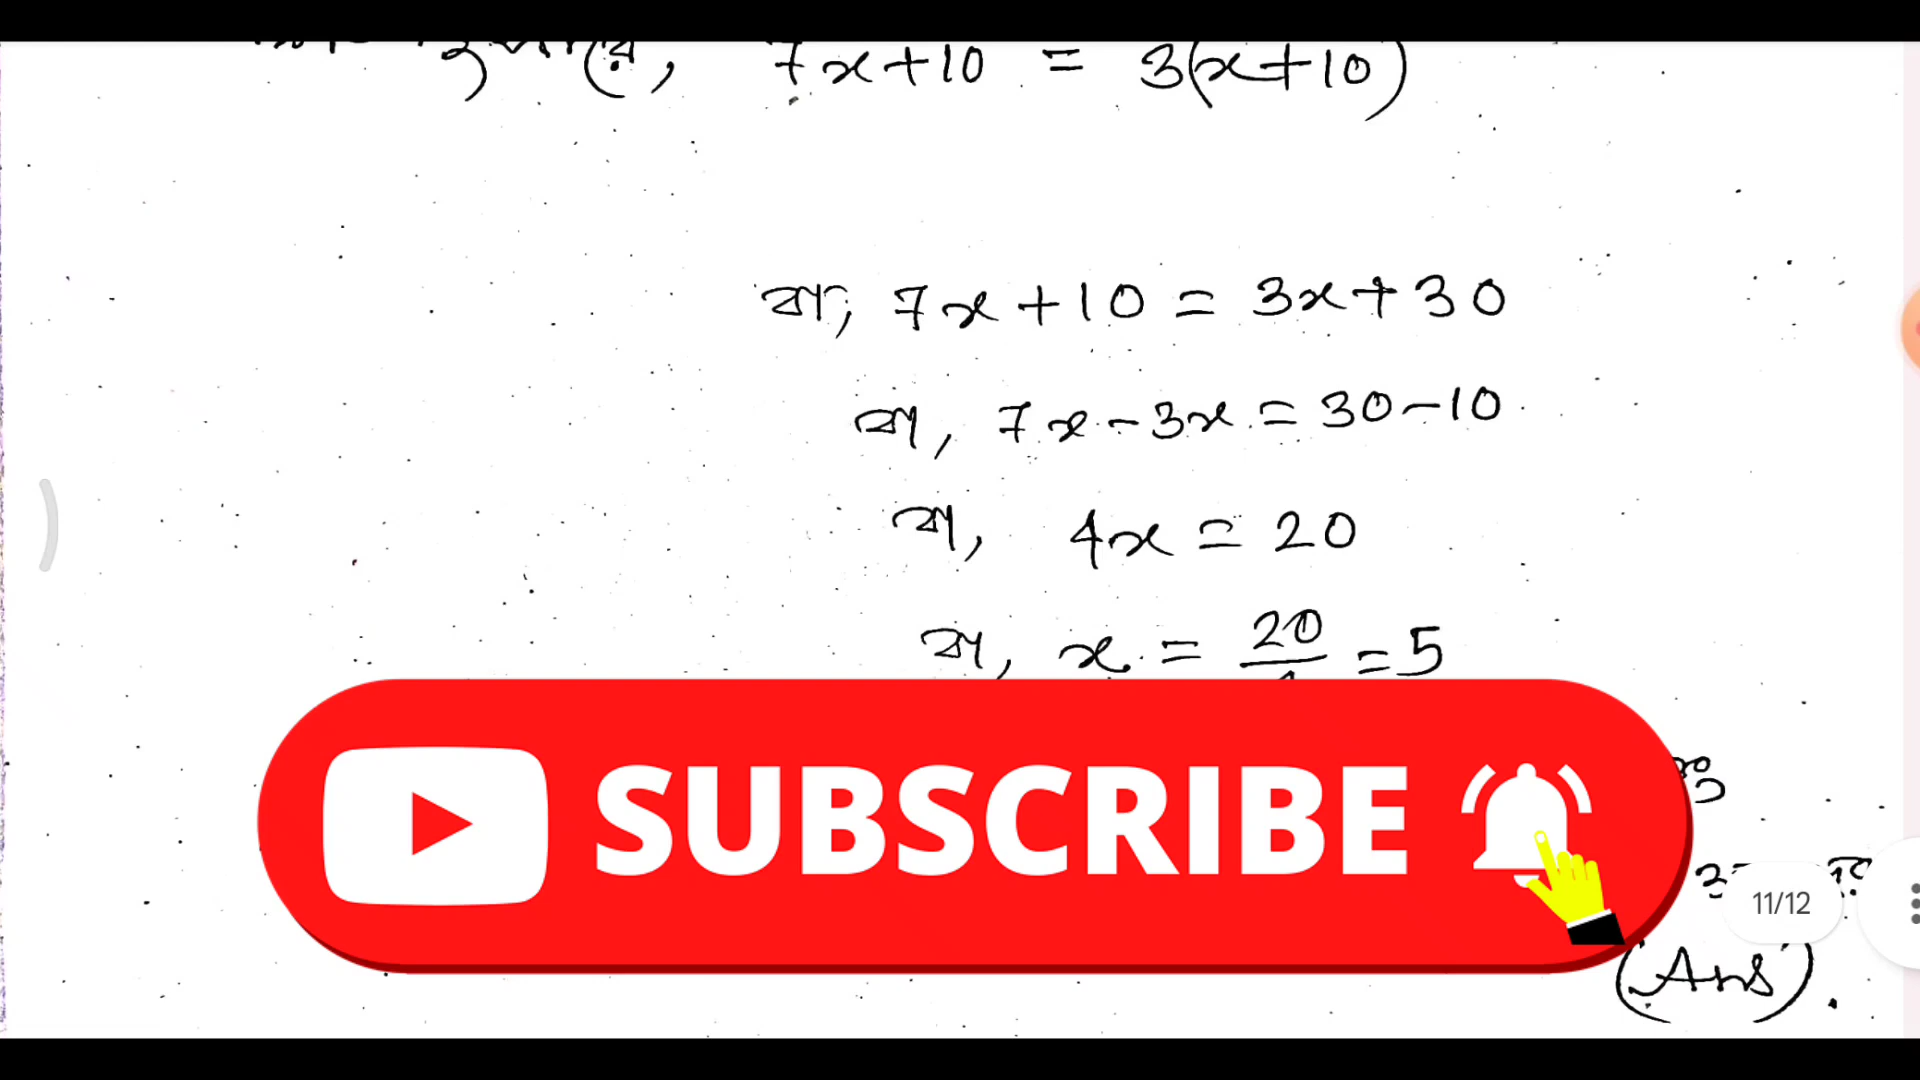 7x+10 = 3(x+10)
বা, 7x+10 = 3x+30
বা, 7x-3x = 30-10
বা, 4x = 20
বা, x = 20/4 = 5
SUBSCRIBE
11/12
(Ans).